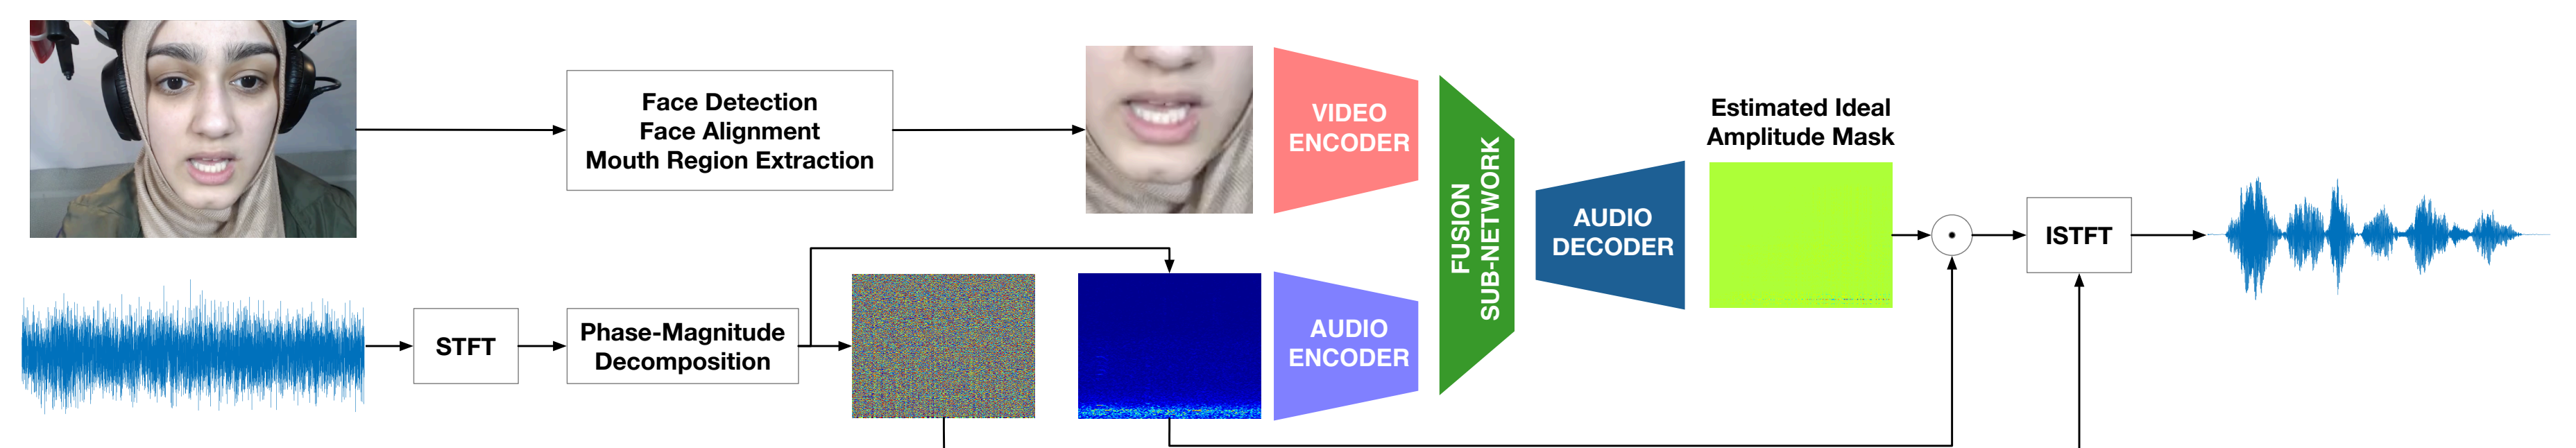 Face Detection
Face Alignment
Mouth Region Extraction
VIDEO
ENCODER
FUSION
SUB-NETWORK
AUDIO
DECODER
Estimated Ideal
Amplitude Mask
ISTFT
STFT
Phase-Magnitude
Decomposition
AUDIO
ENCODER